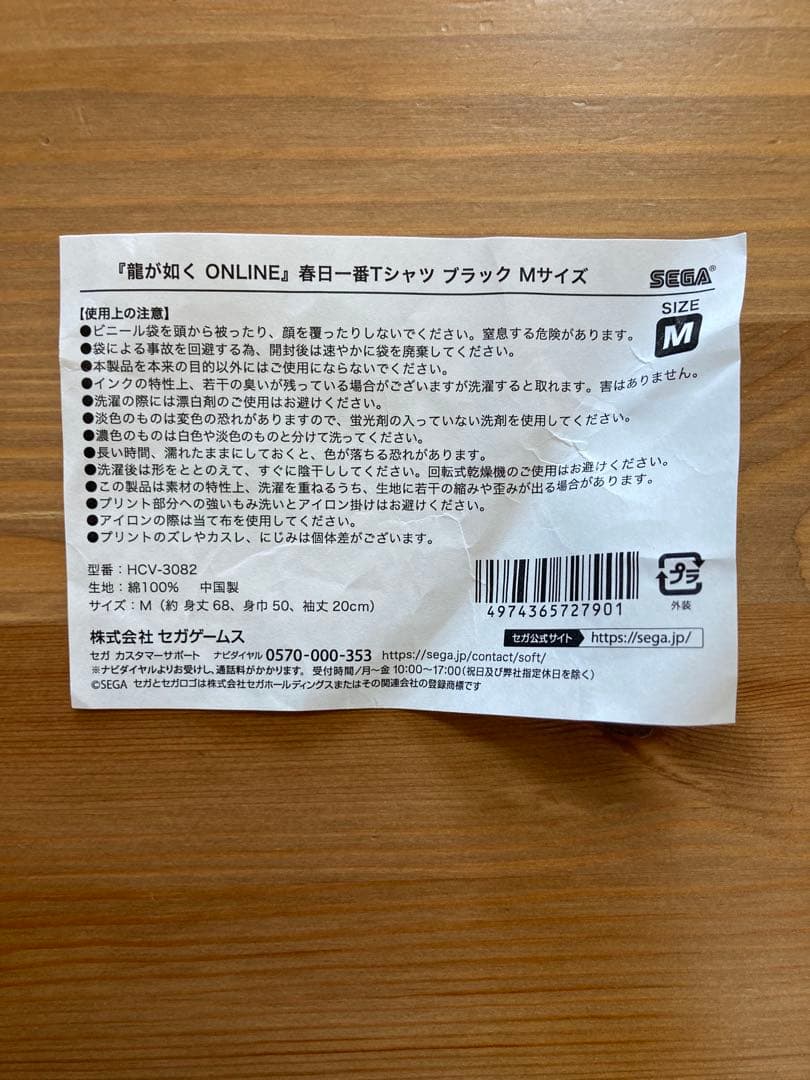 『龍が如く ONLINE』春日一番Tシャツ ブラック Mサイズ
SEGA®
SIZE
M
【使用上の注意】
●ビニール袋を頭から被ったり、顔を覆ったりしないでください。窒息する危険があります。
●袋による事故を回避する為、開封後は速やかに袋を廃棄してください。
●本製品を本来の目的以外にはご使用にならないでください。
●インクの特性上、若干の臭いが残っている場合がございますが洗濯すると取れます。害はありません。
●洗濯の際には漂白剤のご使用はお避けください。
●淡色のものは変色の恐れがありますので、蛍光剤の入っていない洗剤を使用してください。
●濃色のものは白色や淡色のものと分けて洗ってください。
●長い時間、濡れたままにしておくと、色が落ちる恐れがあります。
●洗濯後は形をととのえて、すぐに陰干ししてください。回転式乾燥機のご使用はお避けください。
●この製品は素材の特性上、洗濯を重ねるうち、生地に若干の縮みや歪みが出る場合があります。
●プリント部分への強いもみ洗いとアイロン掛けはお避けください。
●アイロンの際は当て布を使用してください。
●プリントのズレやカスレ、にじみは個体差がございます。
型番：HCV-3082
生地：綿100%　中国製
サイズ：M（約 身丈 68、身巾 50、袖丈 20cm）
4974365727901
プラ
外装
株式会社 セガゲームス
セガ公式サイト https://sega.jp/
セガ カスタマーサポート ナビダイヤル 0570-000-353 https://sega.jp/contact/soft/
※ナビダイヤルよりお受けし、通話料がかかります。 受付時間／月～金 10:00～17:00（祝日及び弊社指定休日を除く）
©SEGA セガとセガロゴは株式会社セガホールディングスまたはその関連会社の登録商標です